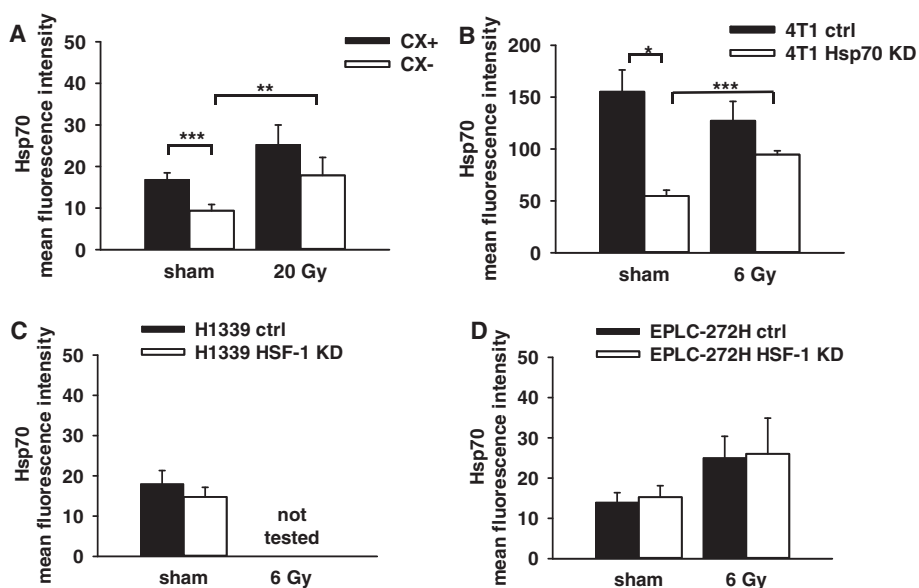 A
Hsp70
mean fluorescence intensity
50
40
30
20
10
0
CX+
CX-
***
**
sham
20 Gy
B
Hsp70
mean fluorescence intensity
200
150
100
50
0
4T1 ctrl
4T1 Hsp70 KD
*
***
sham
6 Gy
C
Hsp70
mean fluorescence intensity
50
40
30
20
10
0
H1339 ctrl
H1339 HSF-1 KD
not
tested
sham
6 Gy
D
Hsp70
mean fluorescence intensity
50
40
30
20
10
0
EPLC-272H ctrl
EPLC-272H HSF-1 KD
sham
6 Gy